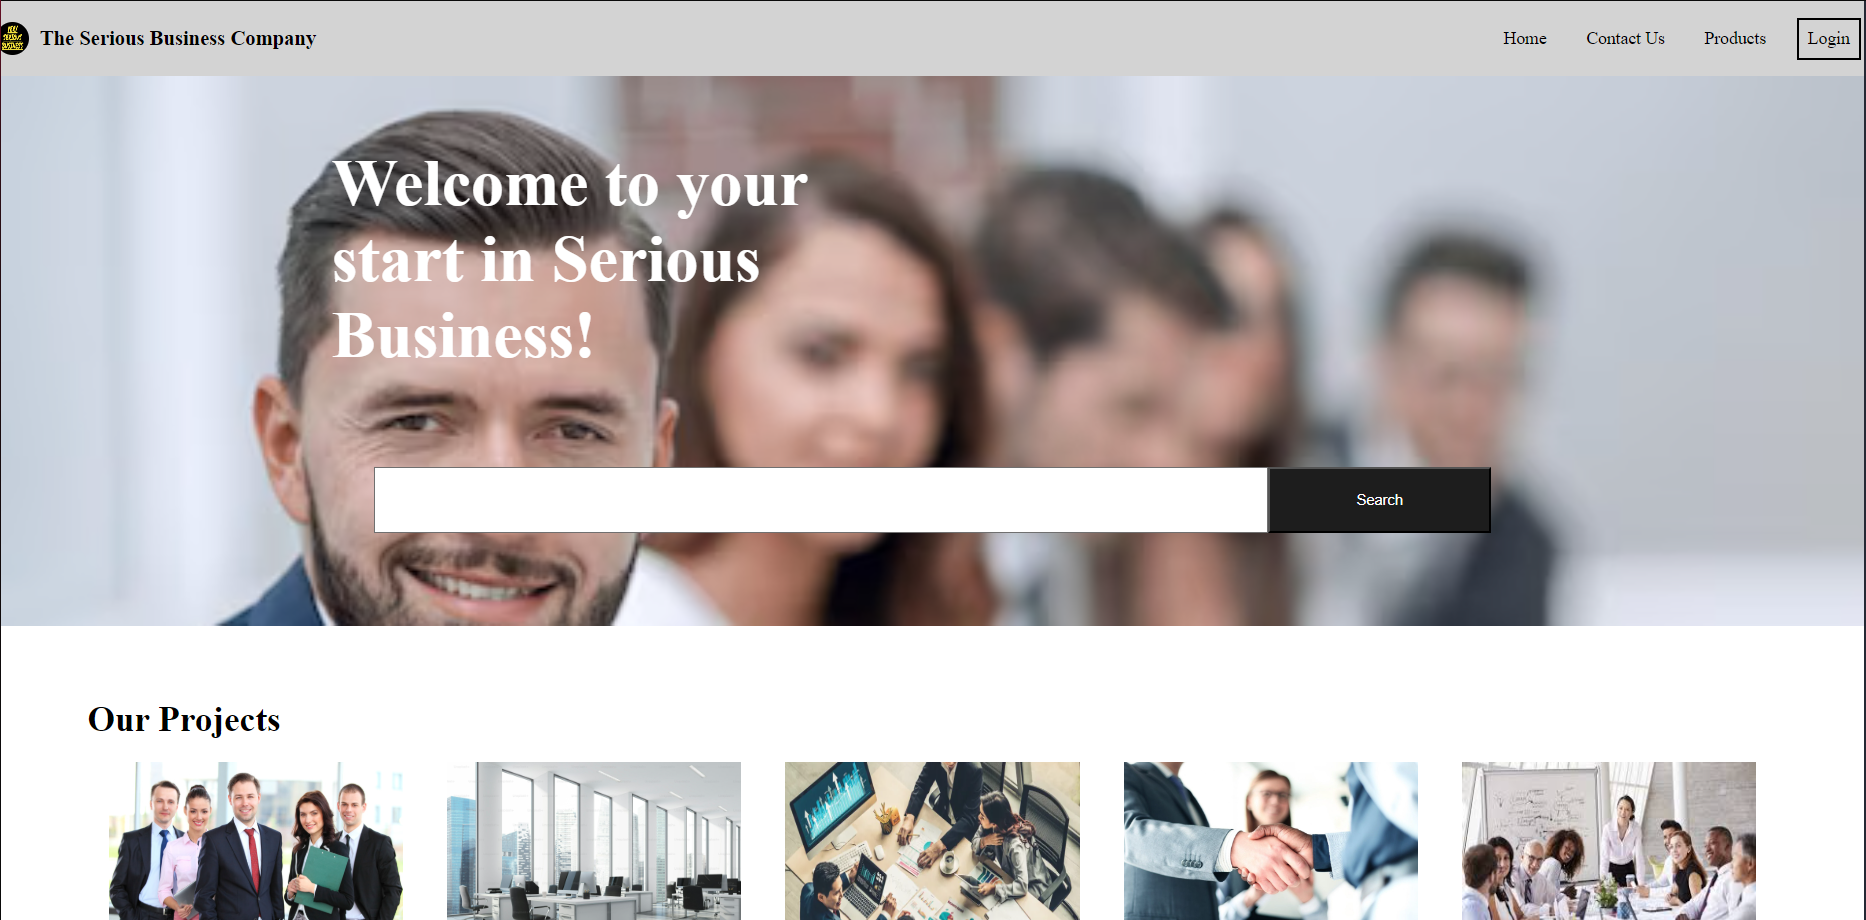 The Serious Business Company
Home
Contact Us
Products
Login
Welcome to your
start in Serious
Business!
Search
Our Projects